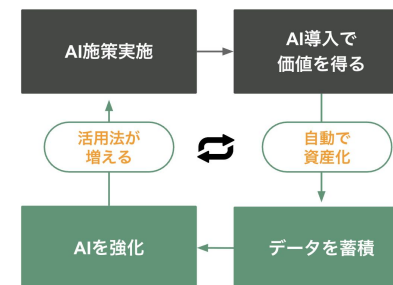 AI施策実施
AI導入で
価値を得る
活用法が
増える
自動で
資産化
AIを強化
データを蓄積